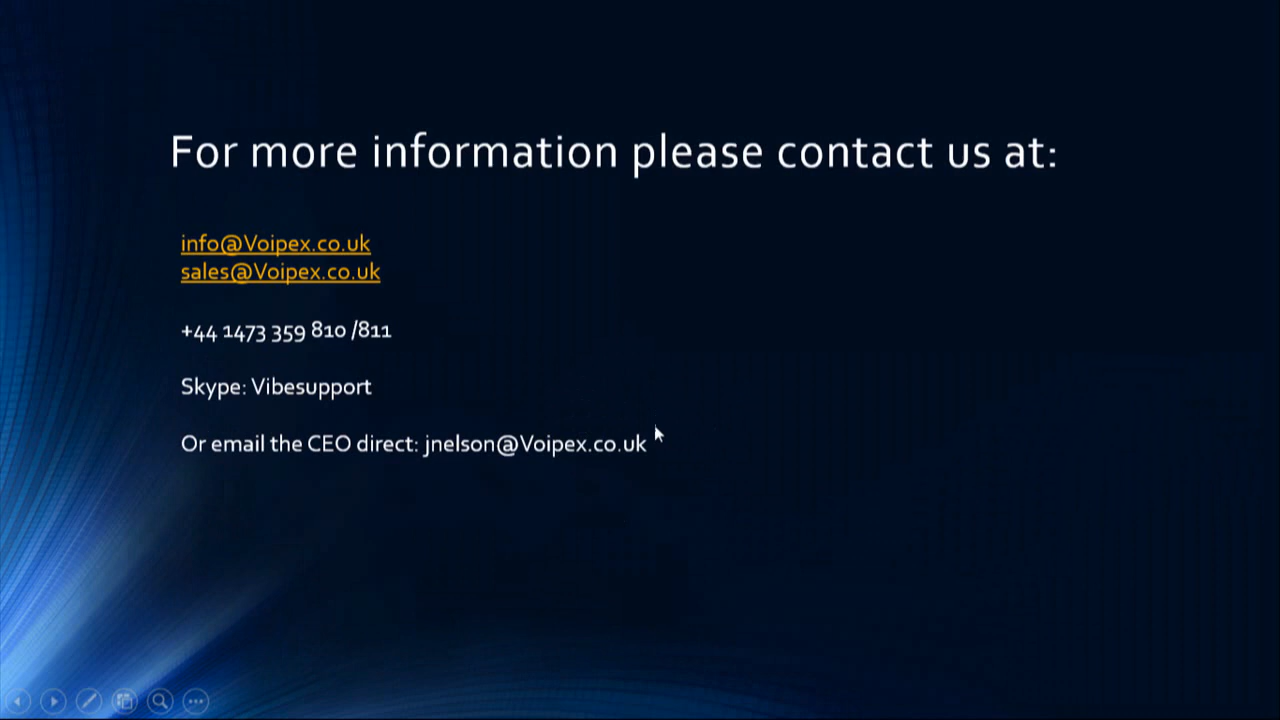 For more information please contact us at:
info@Voipex.co.uk
sales@Voipex.co.uk
+44 1473 359 810 /811
Skype: Vibesupport
Or email the CEO direct: jnelson@Voipex.co.uk